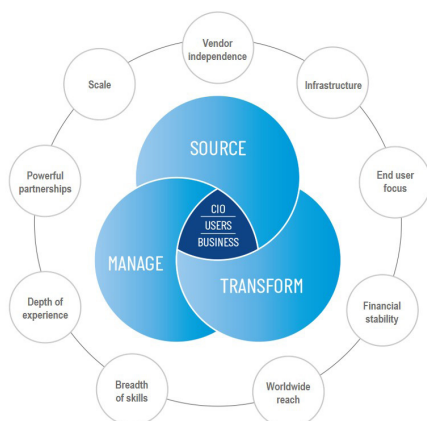 Vendor
independence
Scale
Infrastructure
SOURCE
Powerful
partnerships
End user
focus
CIO
USERS
BUSINESS
MANAGE
TRANSFORM
Depth of
experience
Financial
stability
Breadth
of skills
Worldwide
reach